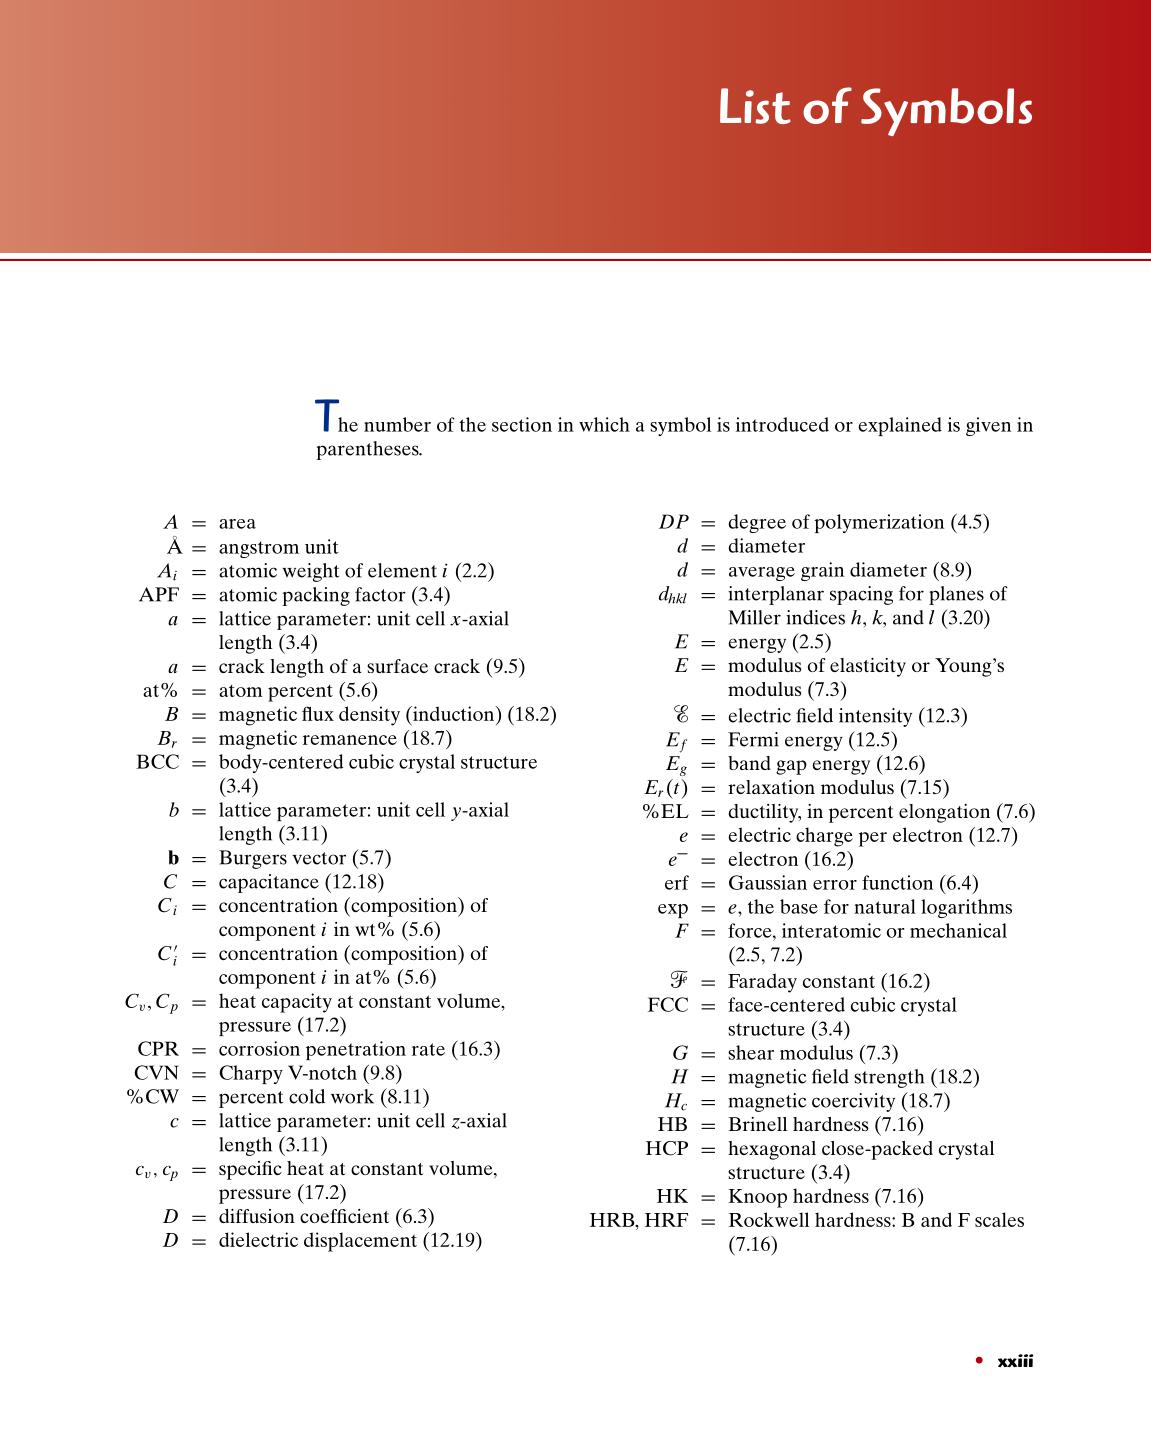 List of Symbols
The number of the section in which a symbol is introduced or explained is given in
parentheses.
A = area
Å = angstrom unit
Aᵢ = atomic weight of element i (2.2)
APF = atomic packing factor (3.4)
a = lattice parameter: unit cell x-axial
length (3.4)
a = crack length of a surface crack (9.5)
at% = atom percent (5.6)
B = magnetic flux density (induction) (18.2)
Bᵣ = magnetic remanence (18.7)
BCC = body-centered cubic crystal structure
(3.4)
b = lattice parameter: unit cell y-axial
length (3.11)
b = Burgers vector (5.7)
C = capacitance (12.18)
Cᵢ = concentration (composition) of
component i in wt% (5.6)
C′ᵢ = concentration (composition) of
component i in at% (5.6)
Cᵥ, Cₚ = heat capacity at constant volume,
pressure (17.2)
CPR = corrosion penetration rate (16.3)
CVN = Charpy V-notch (9.8)
%CW = percent cold work (8.11)
c = lattice parameter: unit cell z-axial
length (3.11)
cᵥ, cₚ = specific heat at constant volume,
pressure (17.2)
D = diffusion coefficient (6.3)
D = dielectric displacement (12.19)
DP = degree of polymerization (4.5)
d = diameter
d = average grain diameter (8.9)
dₕₖₗ = interplanar spacing for planes of
Miller indices h, k, and l (3.20)
E = energy (2.5)
E = modulus of elasticity or Young's
modulus (7.3)
ℰ = electric field intensity (12.3)
E_f = Fermi energy (12.5)
E_g = band gap energy (12.6)
Eᵣ(t) = relaxation modulus (7.15)
%EL = ductility, in percent elongation (7.6)
e = electric charge per electron (12.7)
e⁻ = electron (16.2)
erf = Gaussian error function (6.4)
exp = e, the base for natural logarithms
F = force, interatomic or mechanical
(2.5, 7.2)
ℱ = Faraday constant (16.2)
FCC = face-centered cubic crystal
structure (3.4)
G = shear modulus (7.3)
H = magnetic field strength (18.2)
H_c = magnetic coercivity (18.7)
HB = Brinell hardness (7.16)
HCP = hexagonal close-packed crystal
structure (3.4)
HK = Knoop hardness (7.16)
HRB, HRF = Rockwell hardness: B and F scales
(7.16)
• xxiii